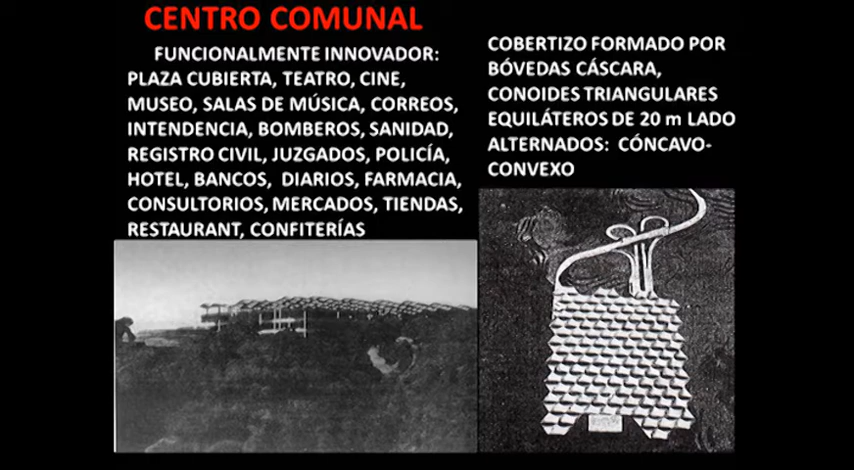 CENTRO COMUNAL
FUNCIONALMENTE INNOVADOR:
PLAZA CUBIERTA, TEATRO, CINE,
MUSEO, SALAS DE MÚSICA, CORREOS,
INTENDENCIA, BOMBEROS, SANIDAD,
REGISTRO CIVIL, JUZGADOS, POLICÍA,
HOTEL, BANCOS, DIARIOS, FARMACIA,
CONSULTORIOS, MERCADOS, TIENDAS,
RESTAURANT, CONFITERÍAS
COBERTIZO FORMADO POR
BÓVEDAS CÁSCARA,
CONOIDES TRIANGULARES
EQUILÁTEROS DE 20 m LADO
ALTERNADOS: CÓNCAVO-
CONVEXO